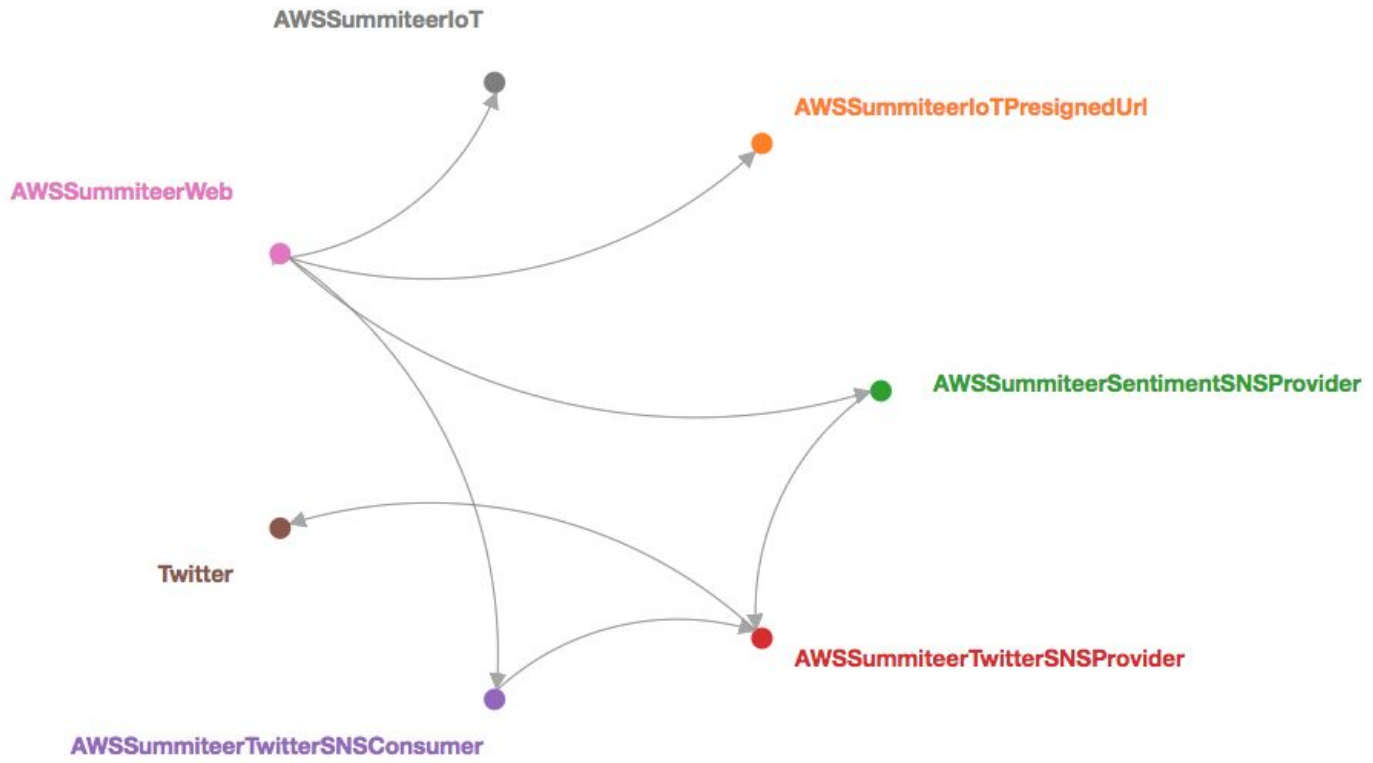 AWSSummiteerIoT
AWSSummiteerIoTPresignedUrl
AWSSummiteerWeb
AWSSummiteerSentimentSNSProvider
Twitter
AWSSummiteerTwitterSNSProvider
AWSSummiteerTwitterSNSConsumer